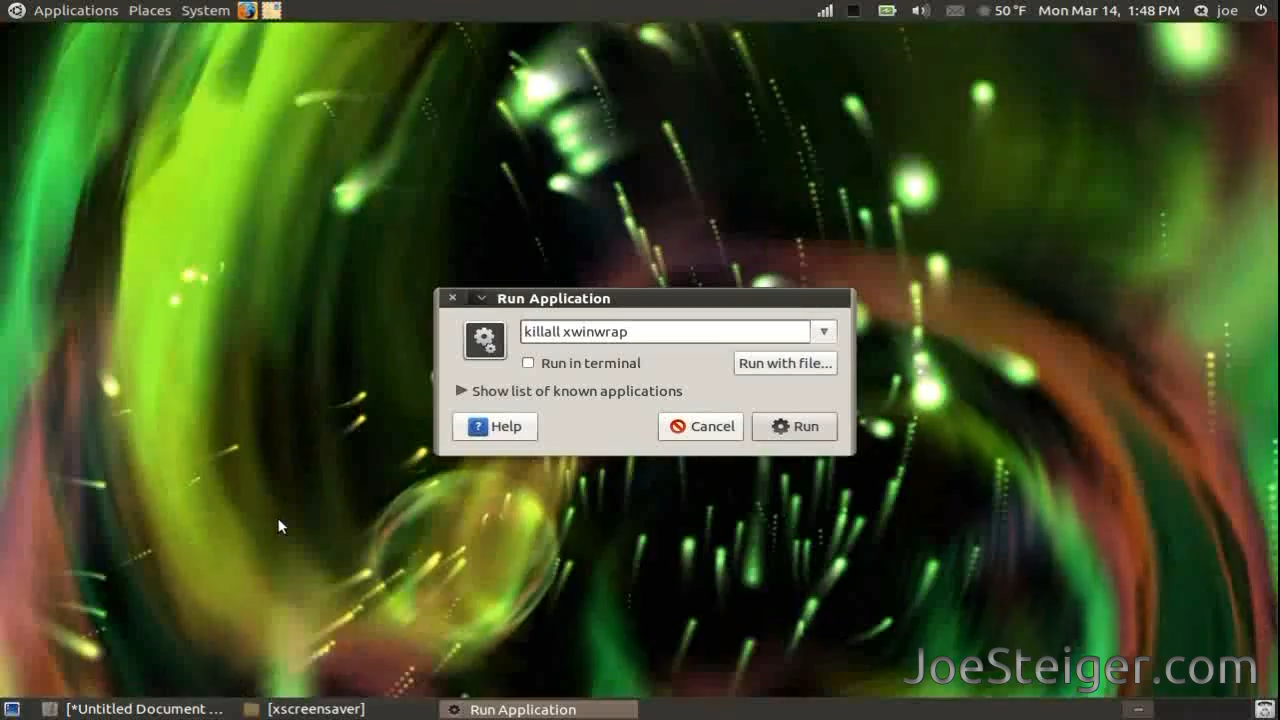 Applications Places System
50 °F Mon Mar 14, 1:48 PM joe
Run Application
killall xwinwrap
Run in terminal
Run with file...
Show list of known applications
? Help
Cancel
Run
JoeSteiger.com
[*Untitled Document ...
[xscreensaver]
Run Application